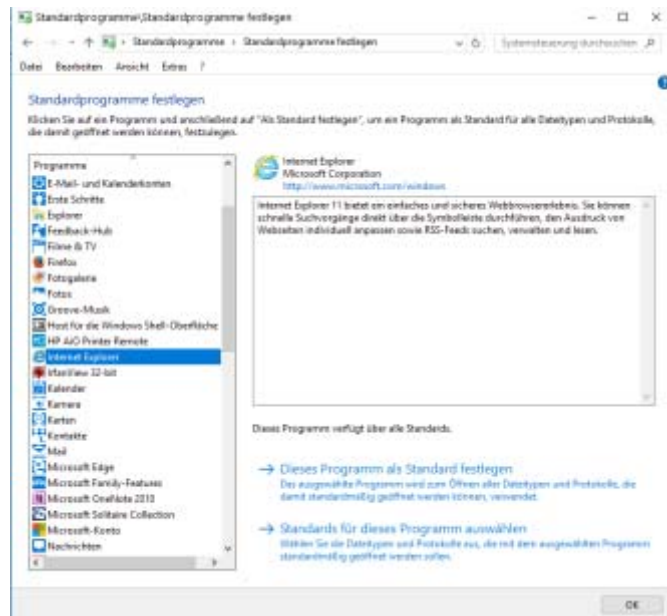 Standardprogramme\Standardprogramme festlegen
Standardprogramme › Standardprogramme festlegen
Systemsteuerung durchsuchen
Datei Bearbeiten Ansicht Extras ?
Standardprogramme festlegen
Klicken Sie auf ein Programm und anschließend auf "Als Standard festlegen", um ein Programm als Standard für alle Dateitypen und Protokolle,
die damit geöffnet werden können, festzulegen.
Programme
E-Mail- und Kalenderkonten
Erste Schritte
Explorer
Feedback-Hub
Filme & TV
Firefox
Fotogalerie
Fotos
Groove-Musik
Host für die Windows Shell-Oberfläche
HP AiO Printer Remote
Internet Explorer
IrfanView 32-bit
Kalender
Kamera
Karten
Kontakte
Mail
Microsoft Edge
Microsoft Family-Features
Microsoft OneNote 2010
Microsoft Solitaire Collection
Microsoft-Konto
Nachrichten
Internet Explorer
Microsoft Corporation
http://www.microsoft.com/windows
Internet Explorer 11 bietet ein einfaches und sicheres Webbrowsererlebnis. Sie können
schnelle Suchvorgänge direkt über die Symbolleiste durchführen, den Ausdruck von
Webseiten individuell anpassen sowie RSS-Feeds suchen, verwalten und lesen.
Dieses Programm verfügt über alle Standards.
Dieses Programm als Standard festlegen
Das ausgewählte Programm wird zum Öffnen aller Dateitypen und Protokolle, die
damit standardmäßig geöffnet werden können, verwendet.
Standards für dieses Programm auswählen
Wählen Sie die Dateitypen und Protokolle aus, die mit dem ausgewählten Programm
standardmäßig geöffnet werden sollen.
OK